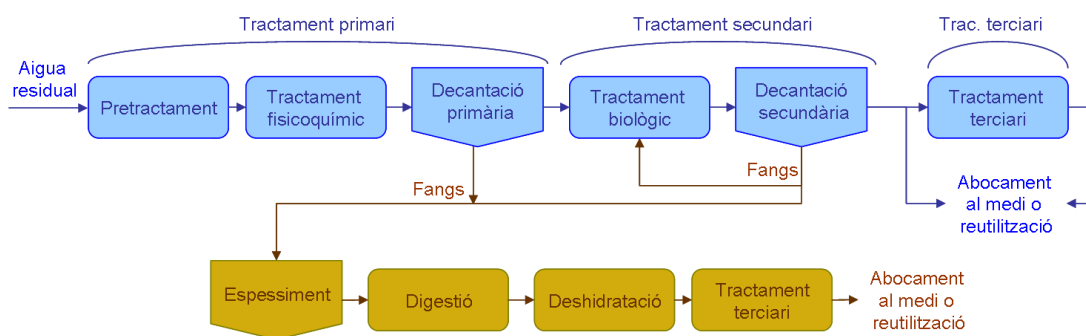 Tractament primari
Tractament secundari
Trac. terciari
Aigua
residual
Pretractament
Tractament
fisicoquímic
Decantació
primària
Tractament
biològic
Decantació
secundària
Tractament
terciari
Fangs
Fangs
Abocament
al medi o
reutilització
Espessiment
Digestió
Deshidratació
Tractament
terciari
Abocament
al medi o
reutilització